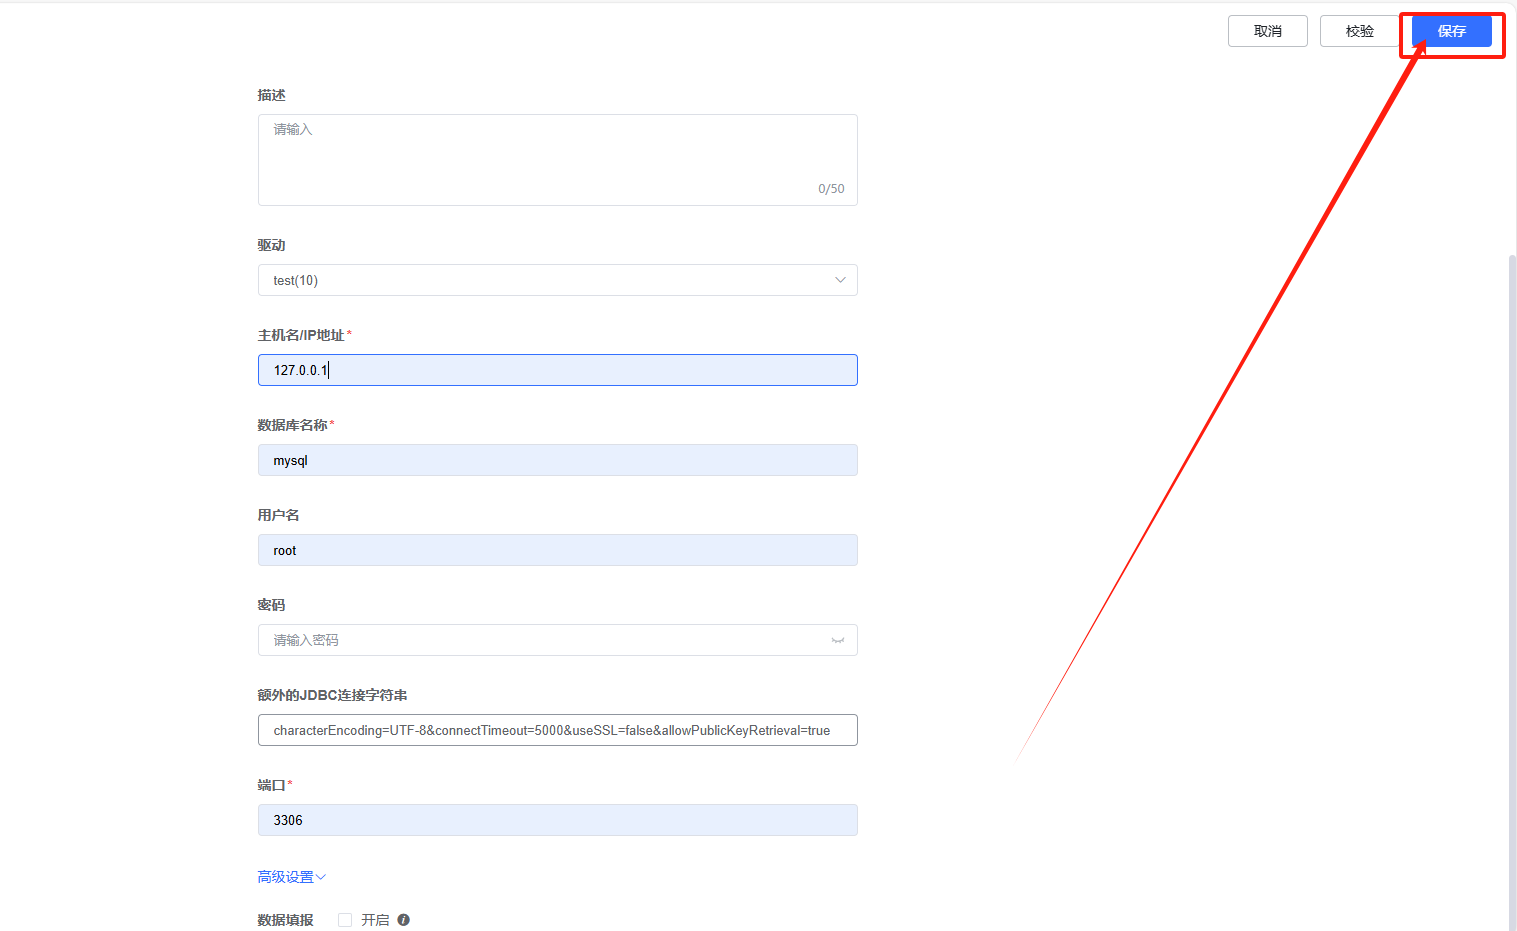 取消 校验 保存
描述
请输入
0/50
驱动
test(10)
主机名/IP地址*
127.0.0.1
数据库名称*
mysql
用户名
root
密码
请输入密码
额外的JDBC连接字符串
characterEncoding=UTF-8&connectTimeout=5000&useSSL=false&allowPublicKeyRetrieval=true
端口*
3306
高级设置
数据填报 开启